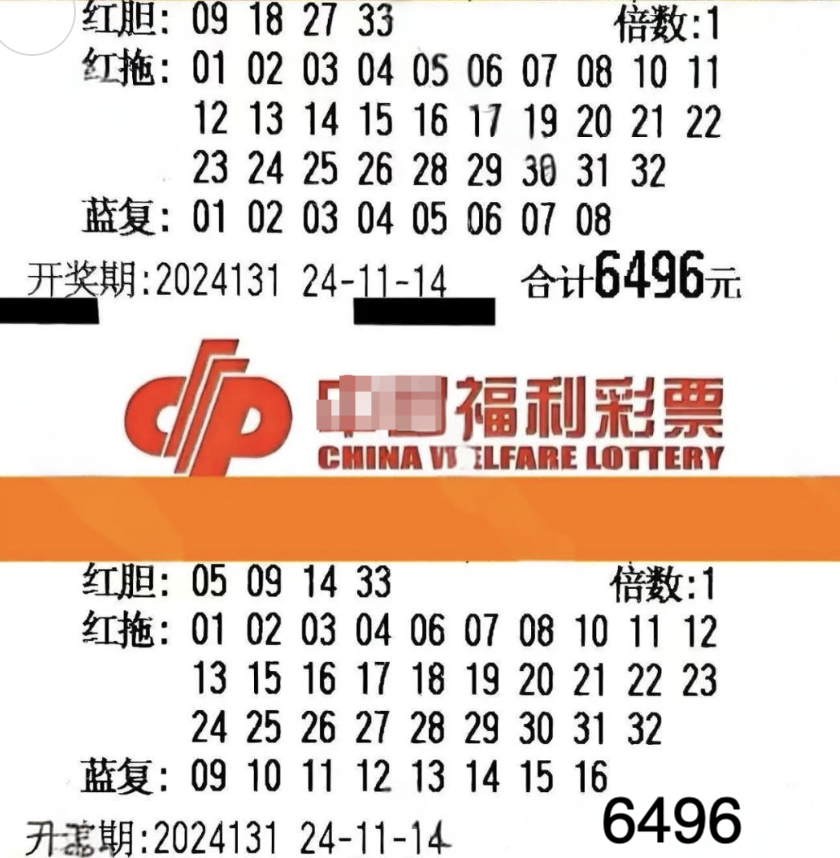 红胆: 09 18 27 33 倍数:1
红拖: 01 02 03 04 05 06 07 08 10 11
12 13 14 15 16 17 19 20 21 22
23 24 25 26 28 29 30 31 32
蓝复: 01 02 03 04 05 06 07 08
开奖期:2024131 24-11-14 合计6496元
福利彩票
CHINA WELFARE LOTTERY
红胆: 05 09 14 33 倍数:1
红拖: 01 02 03 04 06 07 08 10 11 12
13 15 16 17 18 19 20 21 22 23
24 25 26 27 28 29 30 31 32
蓝复: 09 10 11 12 13 14 15 16
开奖期:2024131 24-11-14 6496